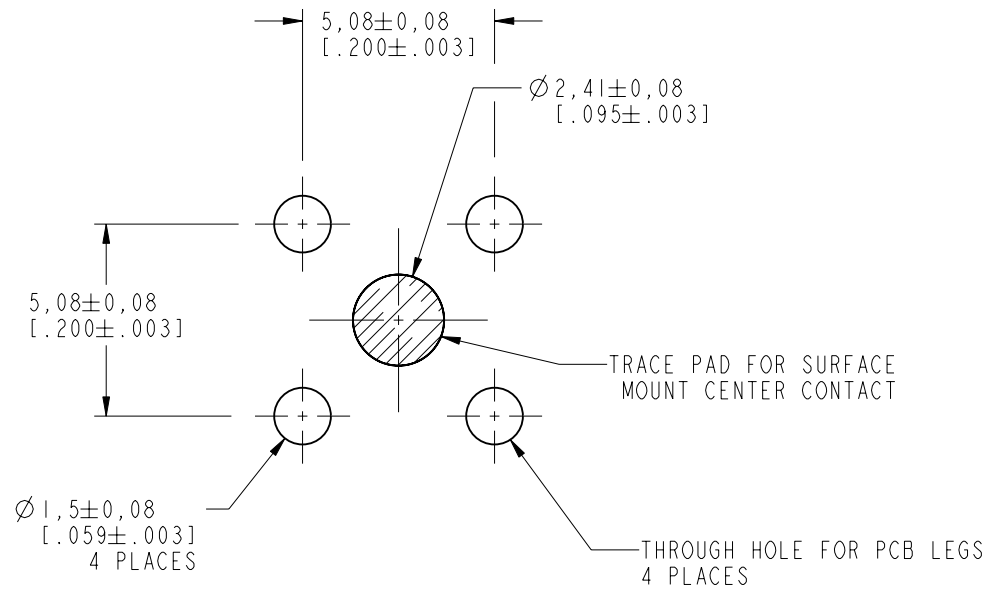 5,08±0,08
[.200±.003]
Ø2,41±0,08
[.095±.003]
5,08±0,08
[.200±.003]
TRACE PAD FOR SURFACE
MOUNT CENTER CONTACT
Ø1,5±0,08
[.059±.003]
4 PLACES
THROUGH HOLE FOR PCB LEGS
4 PLACES